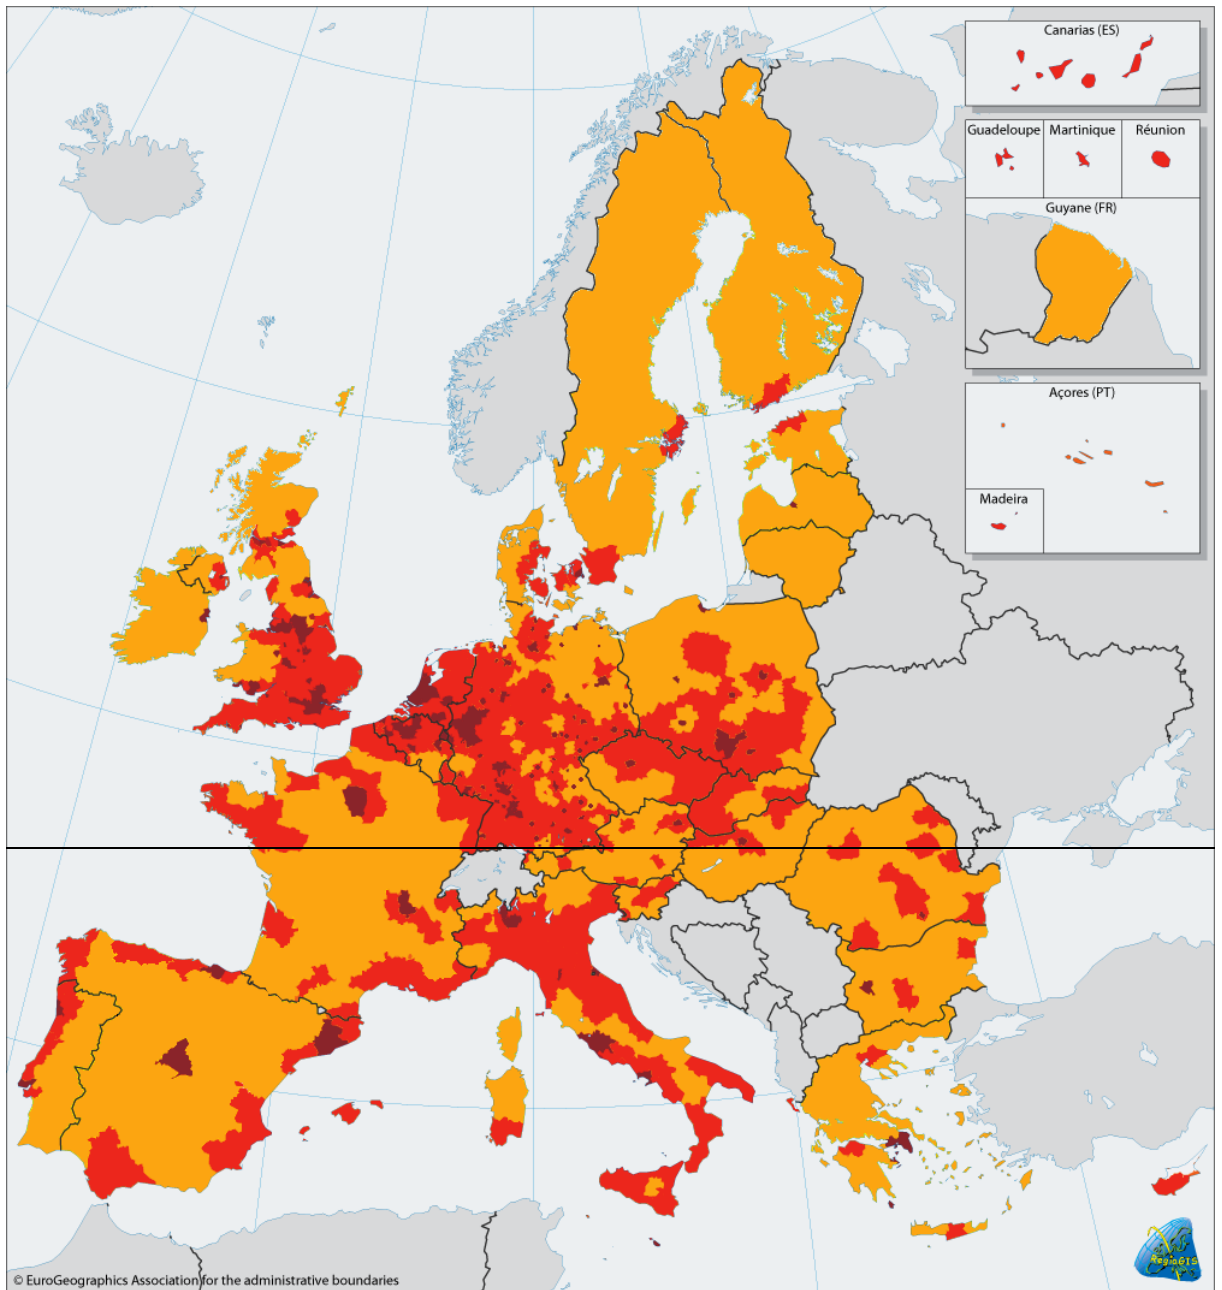 Canarias (ES)
Guadeloupe Martinique Réunion
Guyane (FR)
Açores (PT)
Madeira
RegioGIS
© EuroGeographics Association for the administrative boundaries